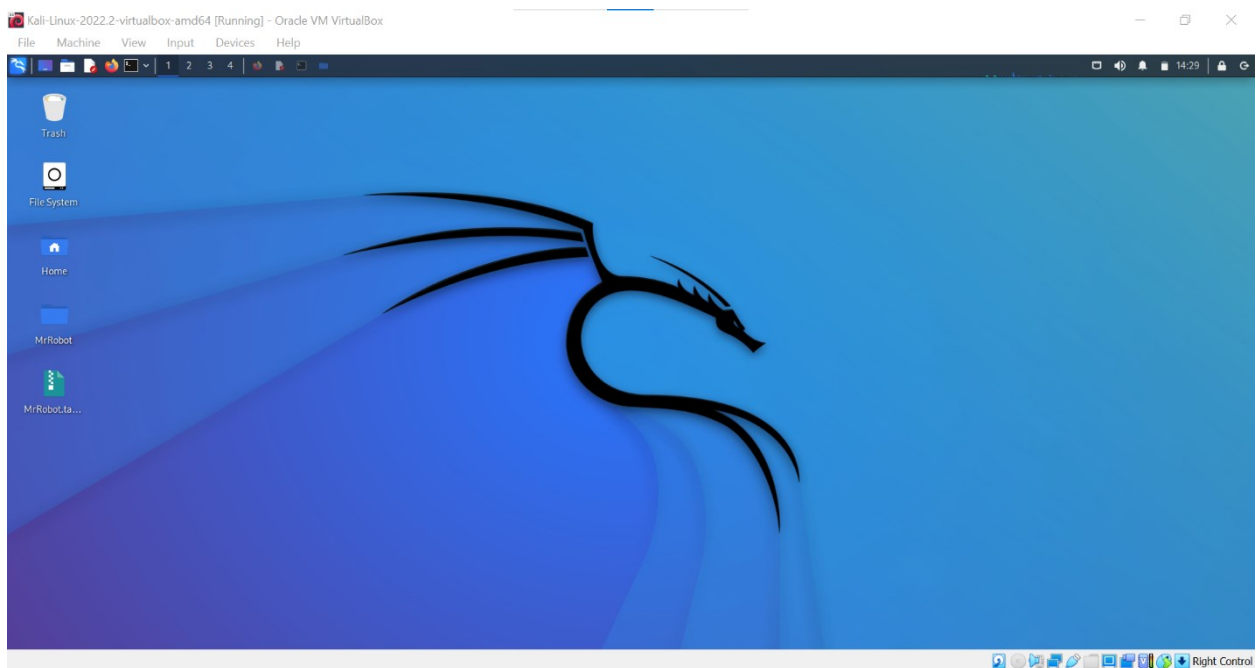 Kali-Linux-2022.2-virtualbox-amd64 [Running] - Oracle VM VirtualBox
File Machine View Input Devices Help
1 2 3 4 14:29
Trash
File System
Home
MrRobot
MrRobot.ta...
Right Control